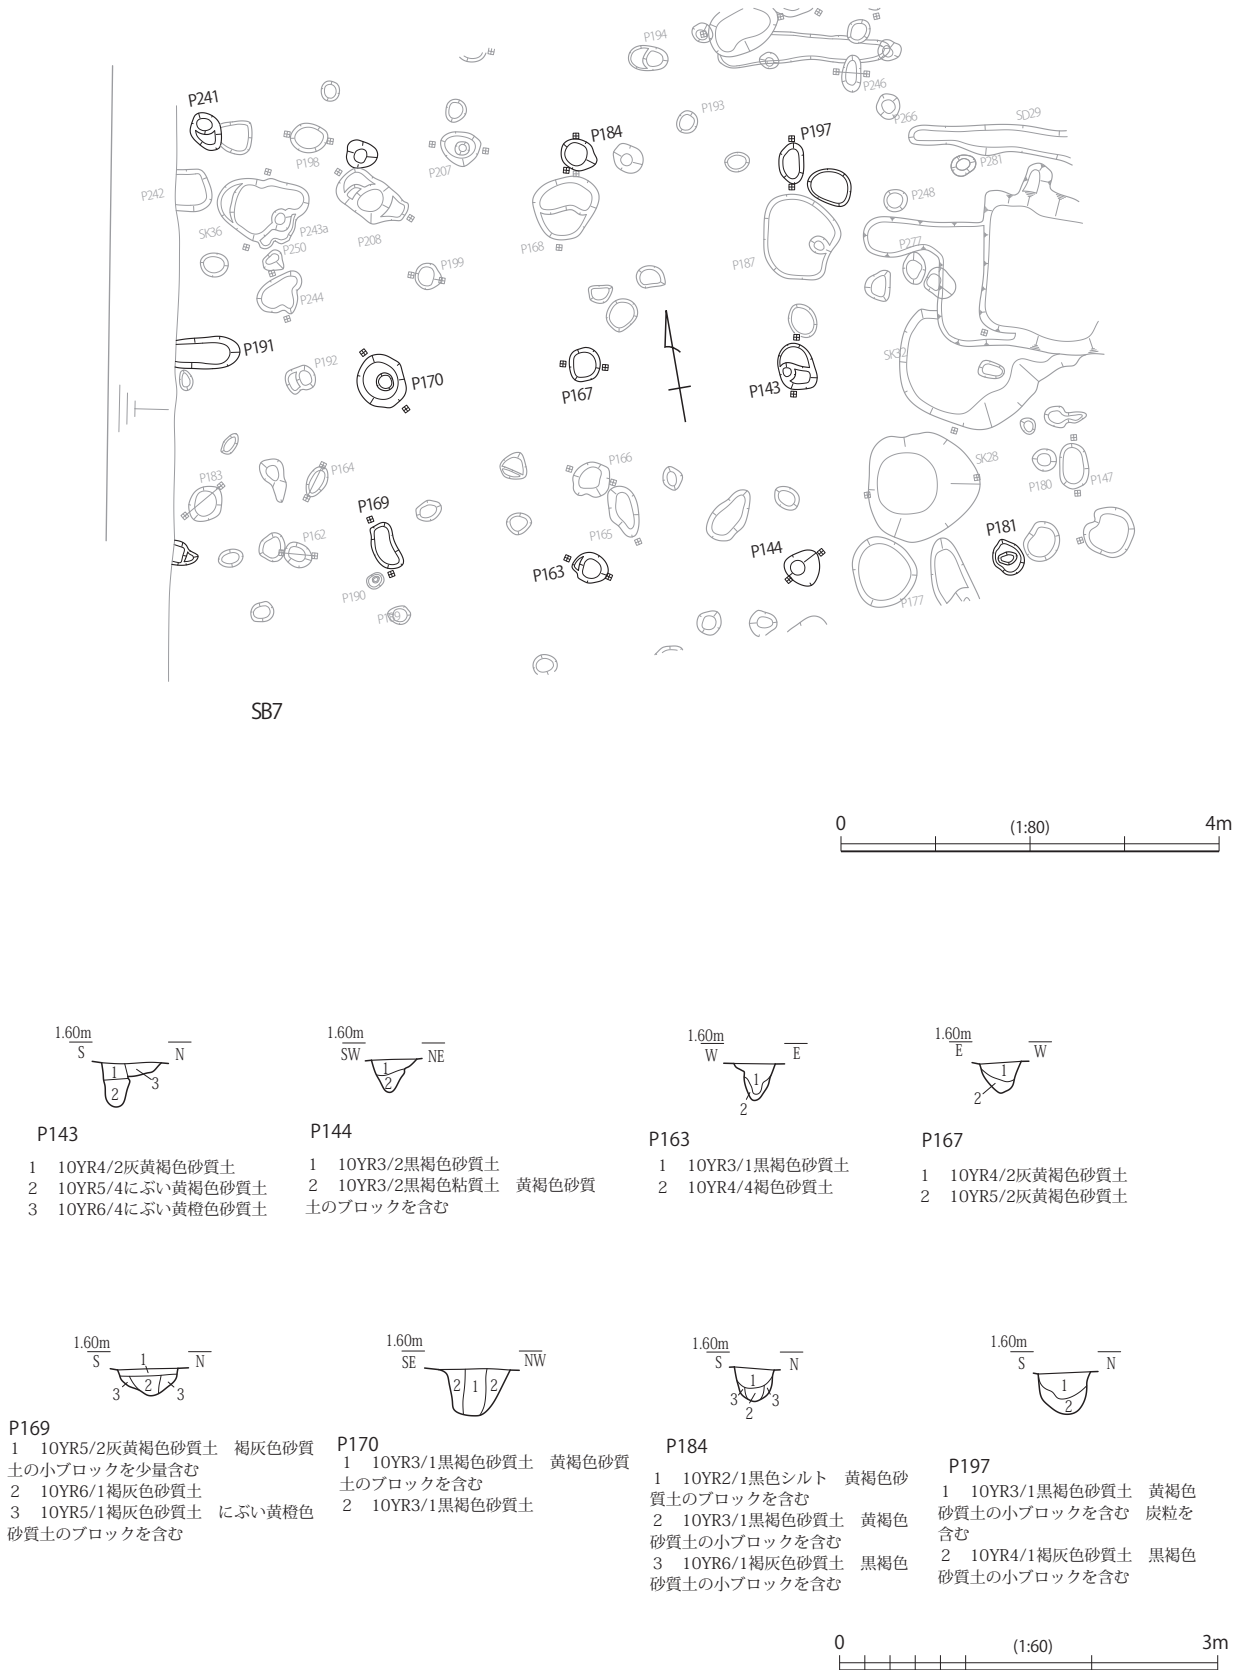 P194
P241
P193
P246
P266
SD29
P184
P197
P198
P207
P281
P242
P248
SK36
P243a
P208
P250
P168
P187
P277
P199
P244
P191
P192
P170
P167
P143
SK32
P166
SK28
P183
P164
P169
P180
P147
P162
P165
P181
P163
P144
P190
P189
P177
SB7
0 (1:80) 4m
1.60m
S N
1
2
3
P143
1 10YR4/2灰黄褐色砂質土
2 10YR5/4にぶい黄褐色砂質土
3 10YR6/4にぶい黄橙色砂質土
1.60m
SW NE
1
2
P144
1 10YR3/2黒褐色砂質土
2 10YR3/2黒褐色粘質土 黄褐色砂質
土のブロックを含む
1.60m
W E
1
2
P163
1 10YR3/1黒褐色砂質土
2 10YR4/4褐色砂質土
1.60m
E W
1
2
P167
1 10YR4/2灰黄褐色砂質土
2 10YR5/2灰黄褐色砂質土
1.60m
S N
1
3 2 3
P169
1 10YR5/2灰黄褐色砂質土 褐灰色砂質
土の小ブロックを少量含む
2 10YR6/1褐灰色砂質土
3 10YR5/1褐灰色砂質土 にぶい黄橙色
砂質土のブロックを含む
1.60m
SE NW
2 1 2
P170
1 10YR3/1黒褐色砂質土 黄褐色砂質
土のブロックを含む
2 10YR3/1黒褐色砂質土
1.60m
S N
1
3 3
2
P184
1 10YR2/1黒色シルト 黄褐色砂
質土のブロックを含む
2 10YR3/1黒褐色砂質土 黄褐色
砂質土の小ブロックを含む
3 10YR6/1褐灰色砂質土 黒褐色
砂質土の小ブロックを含む
1.60m
S N
1
2
P197
1 10YR3/1黒褐色砂質土 黄褐色
砂質土の小ブロックを含む 炭粒を
含む
2 10YR4/1褐灰色砂質土 黒褐色
砂質土の小ブロックを含む
0 (1:60) 3m